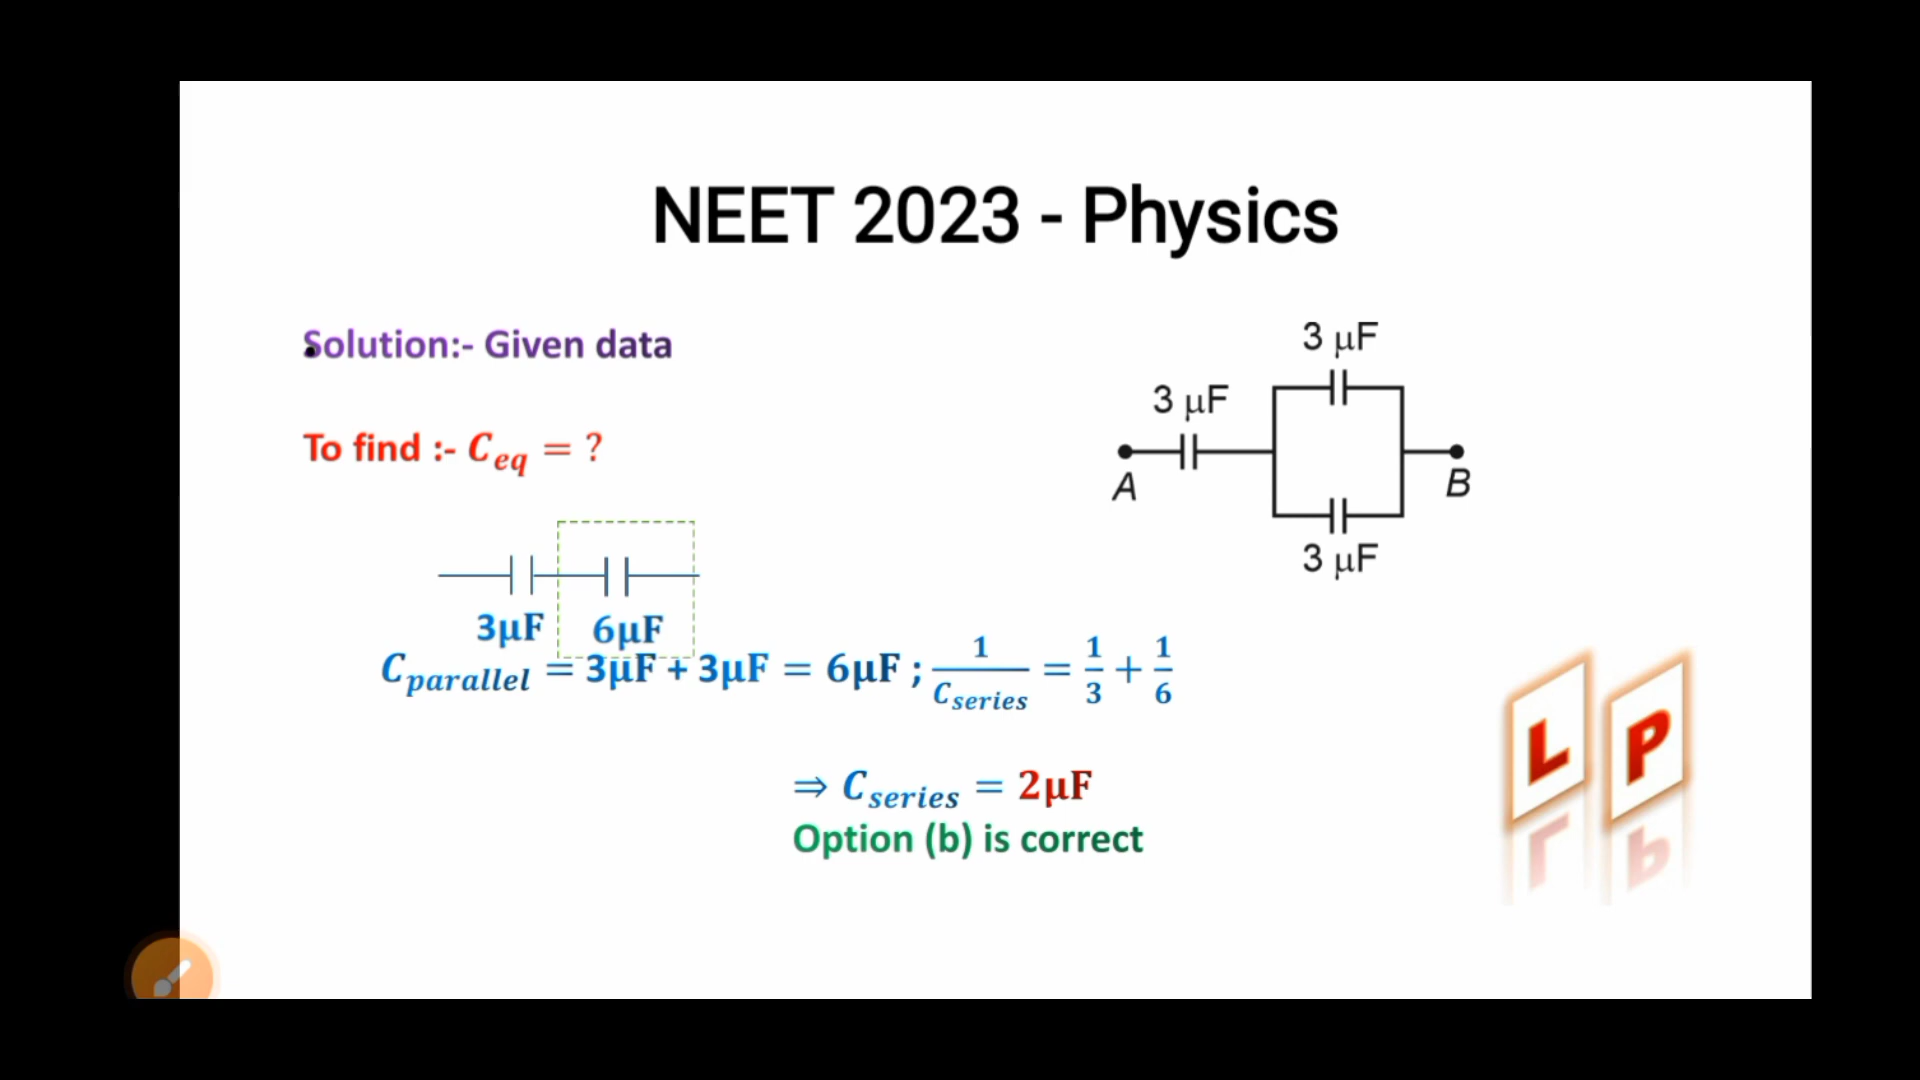 NEET 2023 - Physics
Solution:- Given data
To find :- C_eq = ?
3 μF
3 μF
A
B
3 μF
3μF 6μF
C_parallel = 3μF + 3μF = 6μF ; 1/C_series = 1/3 + 1/6
⇒ C_series = 2μF
Option (b) is correct
L P